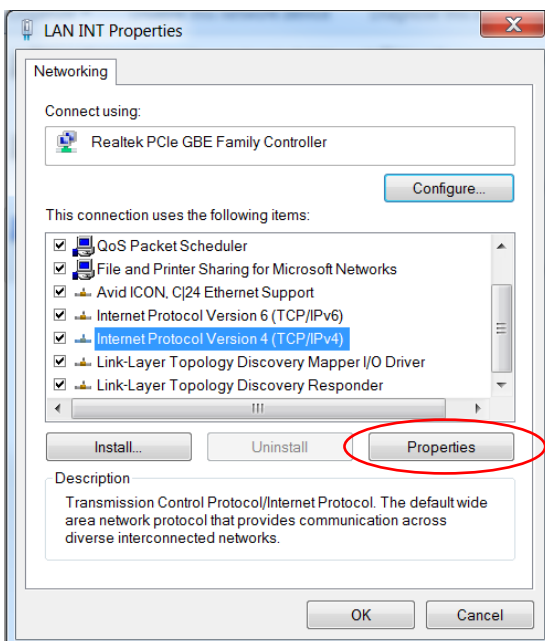 LAN INT Properties
Networking
Connect using:
Realtek PCIe GBE Family Controller
Configure...
This connection uses the following items:
QoS Packet Scheduler
File and Printer Sharing for Microsoft Networks
Avid ICON, C|24 Ethernet Support
Internet Protocol Version 6 (TCP/IPv6)
Internet Protocol Version 4 (TCP/IPv4)
Link-Layer Topology Discovery Mapper I/O Driver
Link-Layer Topology Discovery Responder
Install... Uninstall Properties
Description
Transmission Control Protocol/Internet Protocol. The default wide
area network protocol that provides communication across
diverse interconnected networks.
OK Cancel